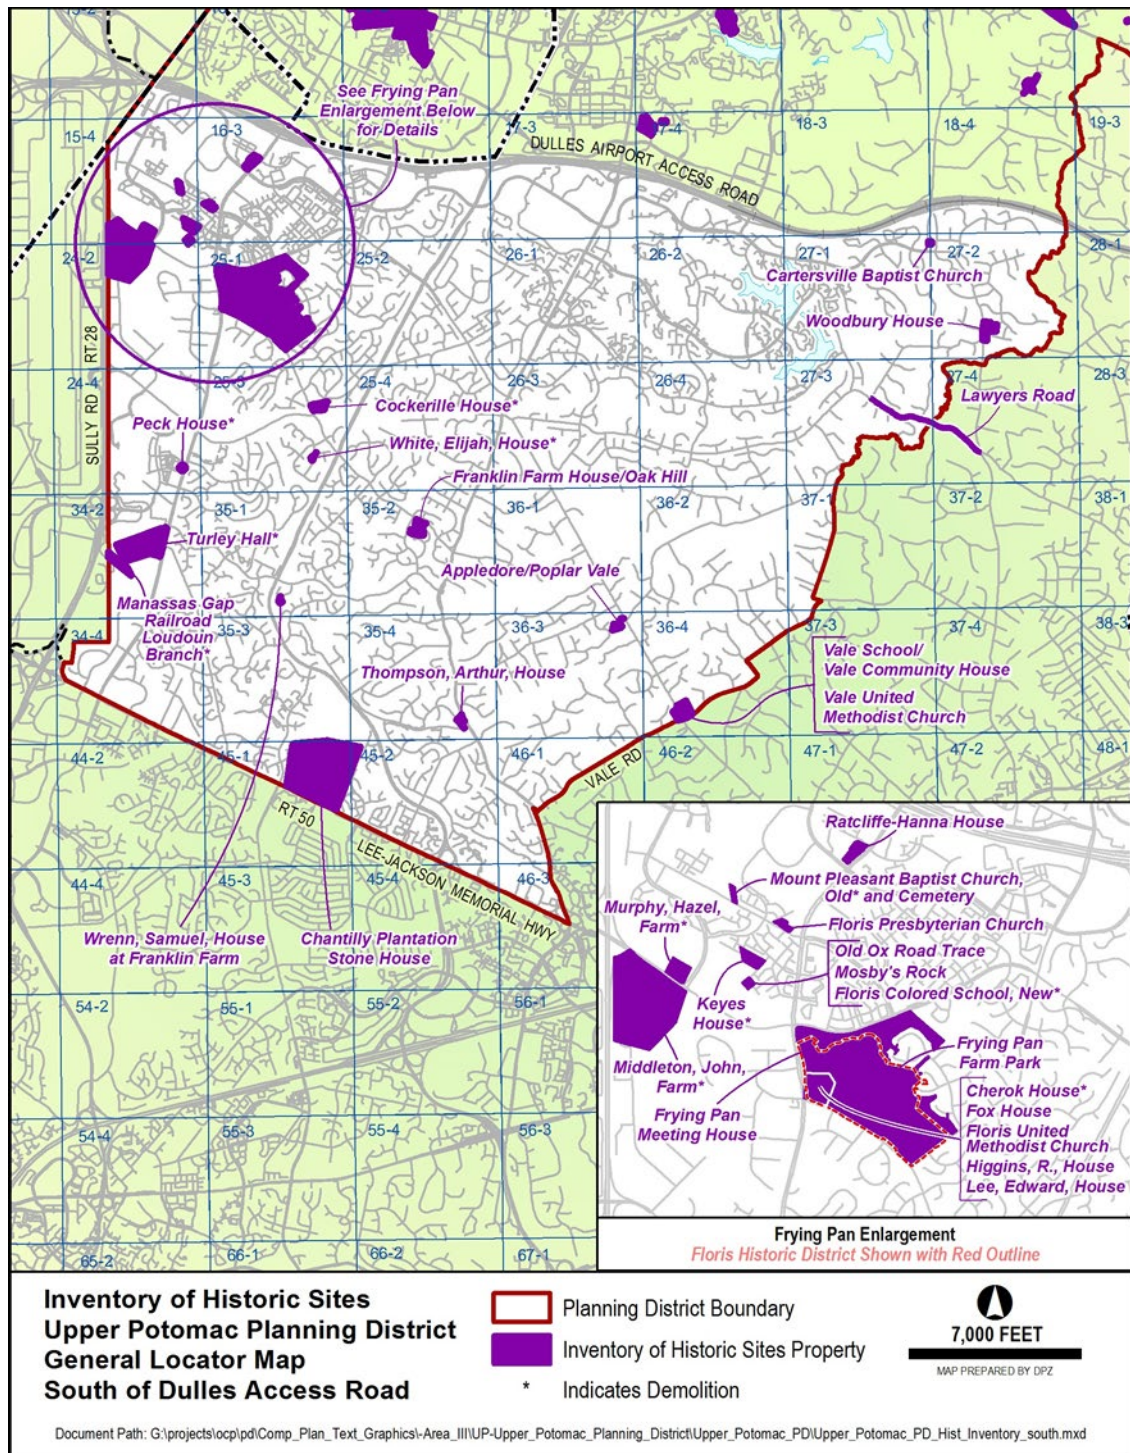 15-2
16
See Frying Pan
Enlargement Below
for Details
15-4
16-3
17-3
17-4
18-3
18-4
19-3
DULLES AIRPORT ACCESS ROAD
24-2
25-1
25-2
26-1
26-2
27-1
27-2
28-1
Cartersville Baptist Church
Woodbury House
SULLY RD RT 28
24-4
25-3
25-4
26-3
26-4
27-3
27-4
28-3
Lawyers Road
Cockerille House*
Peck House*
White, Elijah, House*
Franklin Farm House/Oak Hill
34-2
35-1
35-2
36-1
36-2
37-1
37-2
38-1
Turley Hall*
Appledore/Poplar Vale
Manassas Gap
Railroad
Loudoun
Branch*
34-4
35-3
35-4
36-3
36-4
37-3
37-4
38-3
Vale School/
Vale Community House
Vale United
Methodist Church
Thompson, Arthur, House
44-2
45-1
45-2
46-1
46-2
47-1
47-2
48-1
VALE RD
RT 50
LEE-JACKSON MEMORIAL HWY
44-4
45-3
45-4
46-3
Wrenn, Samuel, House
at Franklin Farm
Chantilly Plantation
Stone House
54-2
55-1
55-2
56-1
54-4
55-3
55-4
56-3
65-2
66-1
66-2
67-1
Ratcliffe-Hanna House
Mount Pleasant Baptist Church,
Old* and Cemetery
Murphy, Hazel,
Farm*
Floris Presbyterian Church
Old Ox Road Trace
Mosby's Rock
Floris Colored School, New*
Keyes
House*
Middleton, John,
Farm*
Frying Pan
Farm Park
Frying Pan
Meeting House
Cherok House*
Fox House
Floris United
Methodist Church
Higgins, R., House
Lee, Edward, House
Frying Pan Enlargement
Floris Historic District Shown with Red Outline
Inventory of Historic Sites
Upper Potomac Planning District
General Locator Map
South of Dulles Access Road
Planning District Boundary
Inventory of Historic Sites Property
* Indicates Demolition
7,000 FEET
MAP PREPARED BY DPZ
Document Path: G:\projects\ocp\pd\Comp_Plan_Text_Graphics\-Area_III\UP-Upper_Potomac_Planning_District\Upper_Potomac_PD\Upper_Potomac_PD_Hist_Inventory_south.mxd